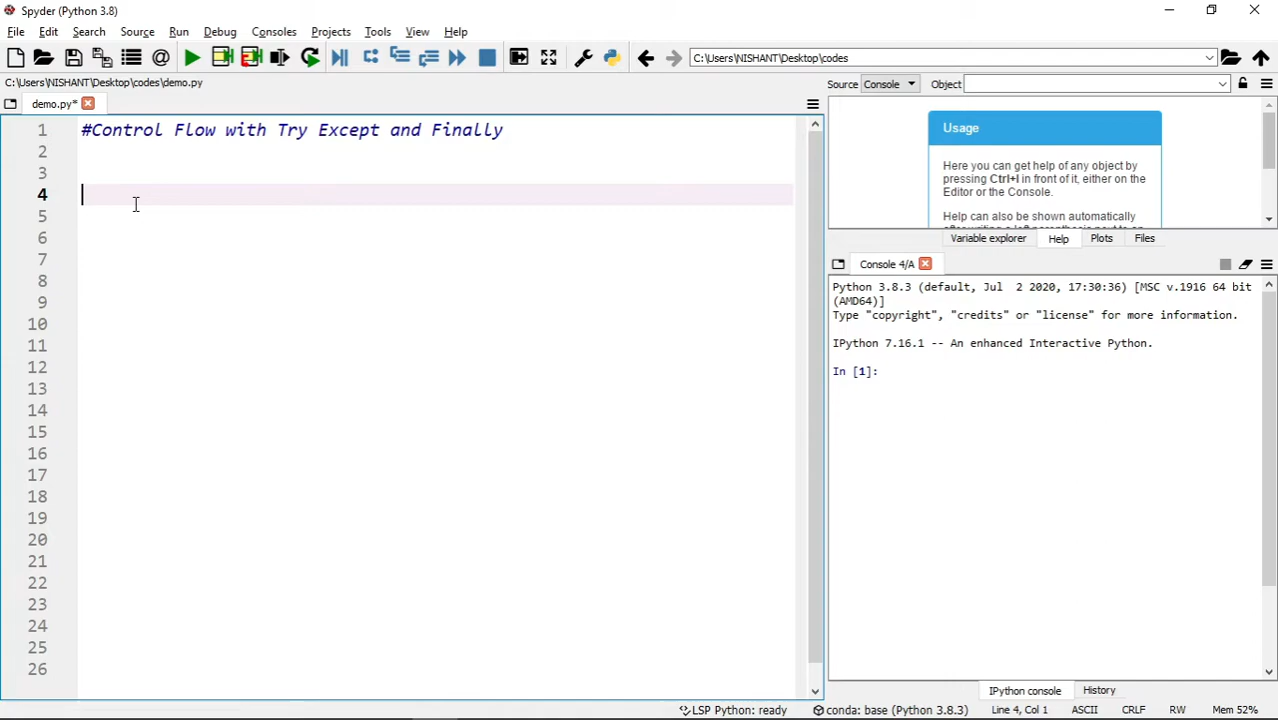 Spyder (Python 3.8)
File Edit Search Source Run Debug Consoles Projects Tools View Help
C:\Users\NISHANT\Desktop\codes
C:\Users\NISHANT\Desktop\codes\demo.py
Source Console Object
demo.py*
1 #Control Flow with Try Except and Finally
2
3
4
5
6
7
8
9
10
11
12
13
14
15
16
17
18
19
20
21
22
23
24
25
26
Usage
Here you can get help of any object by
pressing Ctrl+I in front of it, either on the
Editor or the Console.
Help can also be shown automatically
Variable explorer Help Plots Files
Console 4/A
Python 3.8.3 (default, Jul 2 2020, 17:30:36) [MSC v.1916 64 bit
(AMD64)]
Type "copyright", "credits" or "license" for more information.
IPython 7.16.1 -- An enhanced Interactive Python.
In [1]:
IPython console History
LSP Python: ready conda: base (Python 3.8.3) Line 4, Col 1 ASCII CRLF RW Mem 52%